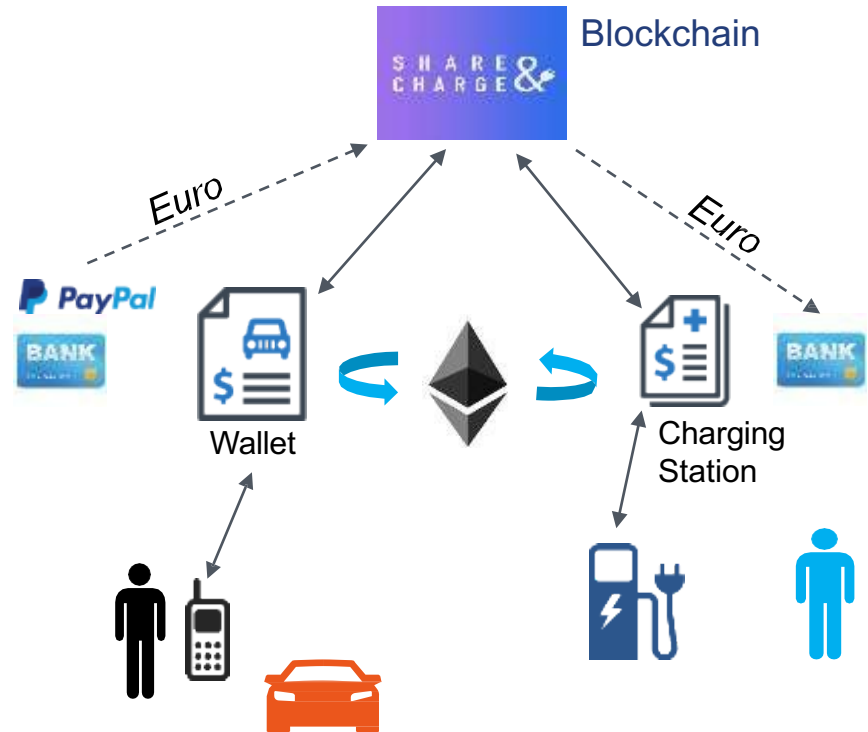 Blockchain
SHARE &
CHARGE
Euro
Euro
PayPal
BANK
BANK
$
$
Wallet
Charging
Station